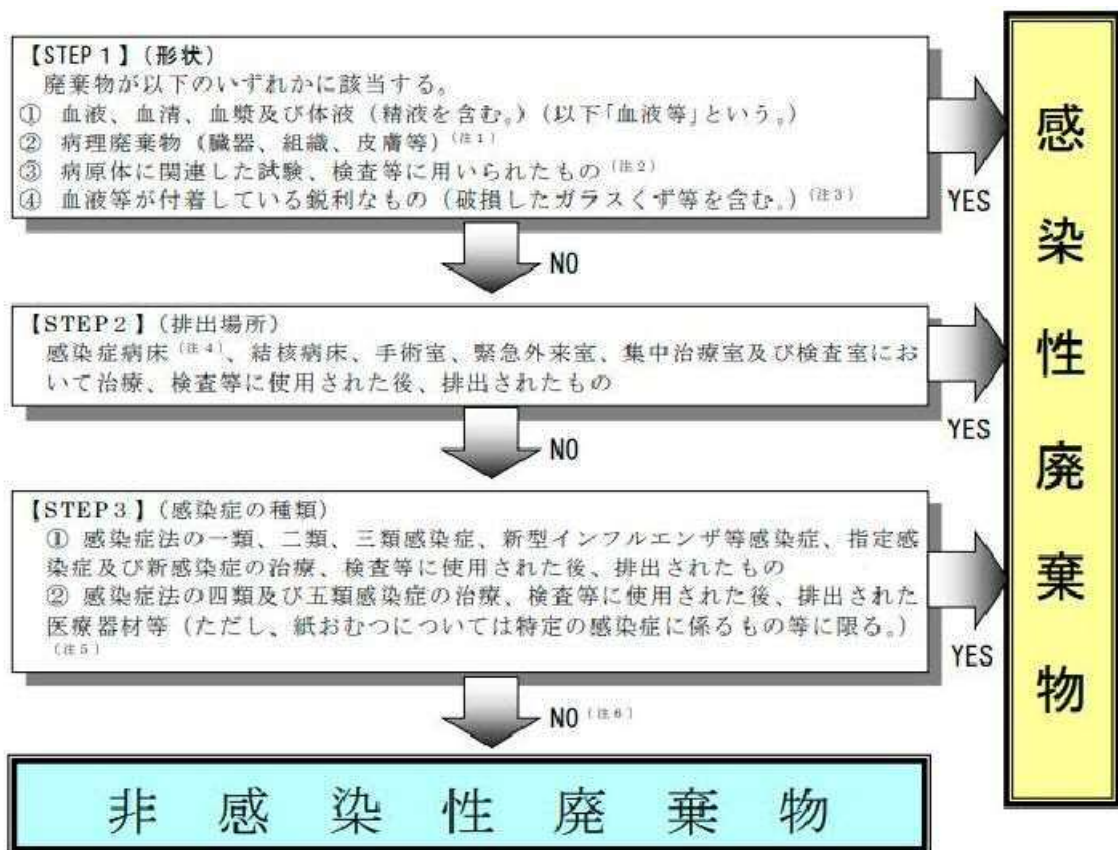 【STEP１】(形状)
廃棄物が以下のいずれかに該当する。
① 血液、血清、血漿及び体液（精液を含む。）（以下「血液等」という。）
② 病理廃棄物（臓器、組織、皮膚等）（注１）
③ 病原体に関連した試験、検査等に用いられたもの（注２）
④ 血液等が付着している鋭利なもの（破損したガラスくず等を含む。）（注３）
YES
NO
【STEP２】（排出場所）
感染症病床（注４）、結核病床、手術室、緊急外来室、集中治療室及び検査室にお
いて治療、検査等に使用された後、排出されたもの
YES
NO
【STEP３】（感染症の種類）
① 感染症法の一類、二類、三類感染症、新型インフルエンザ等感染症、指定感
染症及び新感染症の治療、検査等に使用された後、排出されたもの
② 感染症法の四類及び五類感染症の治療、検査等に使用された後、排出された
医療器材等（ただし、紙おむつについては特定の感染症に係るもの等に限る。）
（注５）
YES
NO（注６）
非感染性廃棄物
感染性廃棄物